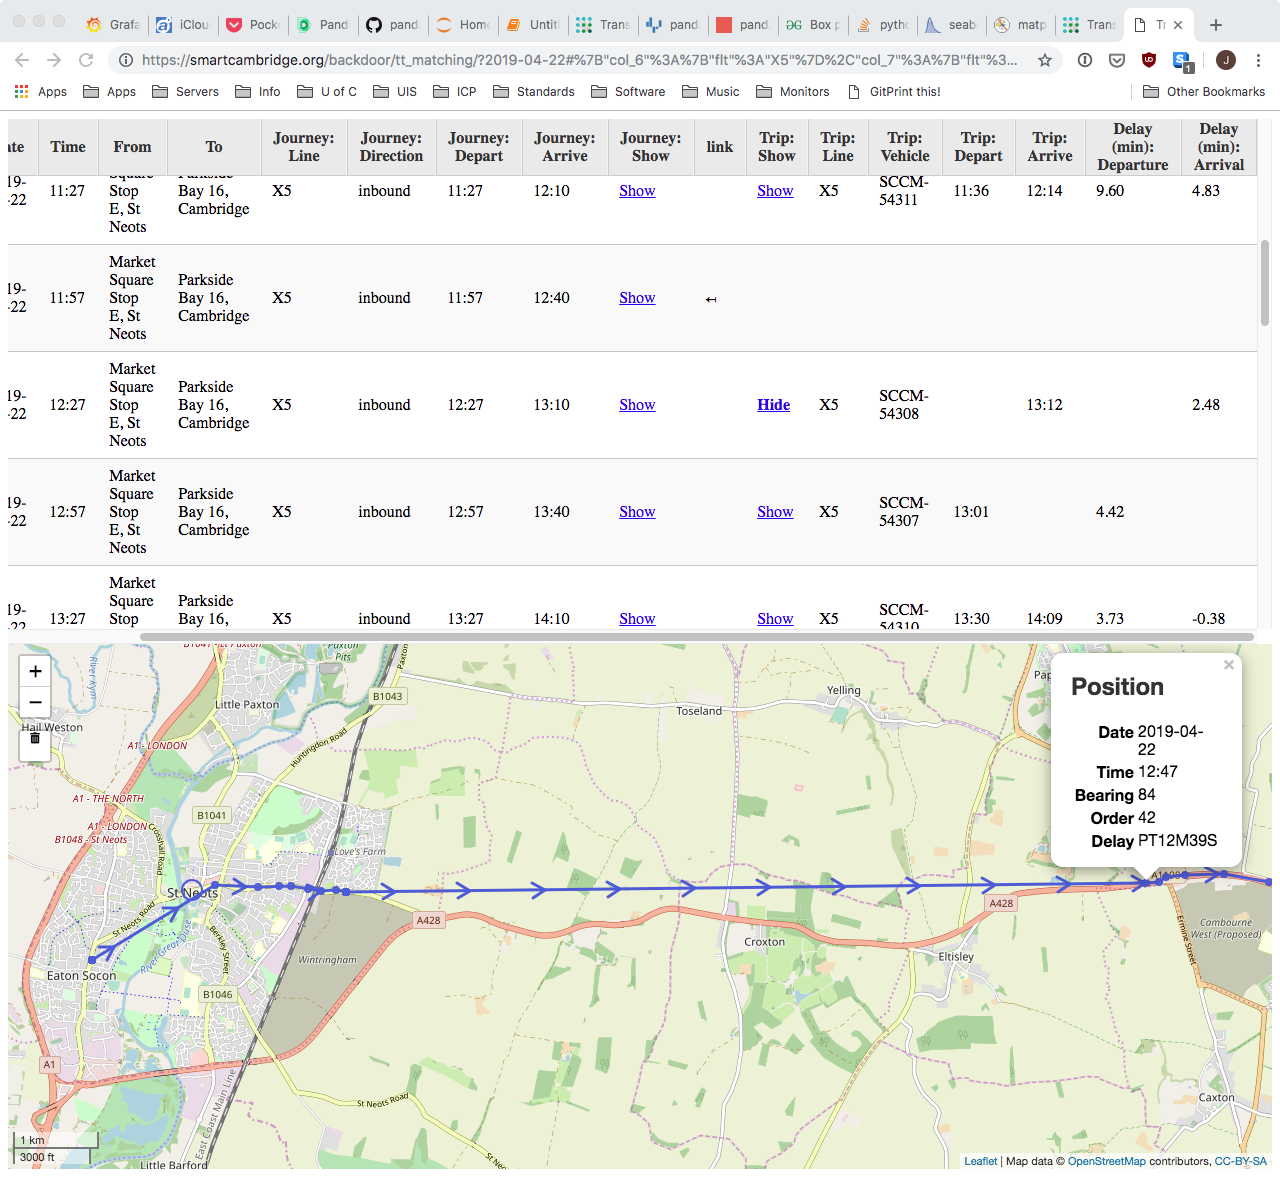 Grafa
iClou
Pock
Pand
pand
Home
Untit
Trans
panda
pand
Box p
pytho
seab
matp
Trans
Tr
https://smartcambridge.org/backdoor/tt_matching/?2019-04-22#%7B"col_6"%3A%7B"flt"%3A"X5"%7D%2C"col_7"%3A%7B"flt"%3...
1
J
Apps
Apps
Servers
Info
U of C
UIS
ICP
Standards
Software
Music
Monitors
GitPrint this!
Other Bookmarks
ate Time From To Journey: Line Journey: Direction Journey: Depart Journey: Arrive Journey: Show link Trip: Show Trip: Line Trip: Vehicle Trip: Depart Trip: Arrive Delay (min): Departure Delay (min): Arrival
19-22 11:27 Square Stop E, St Neots Parkside Bay 16, Cambridge X5 inbound 11:27 12:10 Show Show X5 SCCM-54311 11:36 12:14 9.60 4.83
19-22 11:57 Market Square Stop E, St Neots Parkside Bay 16, Cambridge X5 inbound 11:57 12:40 Show ↤
19-22 12:27 Market Square Stop E, St Neots Parkside Bay 16, Cambridge X5 inbound 12:27 13:10 Show Hide X5 SCCM-54308 13:12 2.48
19-22 12:57 Market Square Stop E, St Neots Parkside Bay 16, Cambridge X5 inbound 12:57 13:40 Show Show X5 SCCM-54307 13:01 4.42
19-22 13:27 Market Square Stop Parkside Bay 16, X5 inbound 13:27 14:10 Show Show X5 SCCM-54310 13:30 14:09 3.73 -0.38
+
−
River Kym
B1041 - Gt Paxton
Paxton Pits
Paxton
B1043
Little Paxton
Hail Weston
A1 - LONDON
Huntingdon Road
Toseland
Yelling
Pap
A1 - THE NORTH
B1041
A1 - LONDON
B1048 - St Neots
Crosshall Road
Love's Farm
St Neots
St Neots Road
River Great Ouse
Berkley Street
Eaton Socon
Wintringham
A428
Croxton
A428
Eltisley
A1198
Ermine Street
Cambourne West (Proposed)
B1046
A1
East Coast Main Line
St Neots Road
St Neo
Caxton
Little Barford
Position
×
Date 2019-04-22
Time 12:47
Bearing 84
Order 42
Delay PT12M39S
1 km
3000 ft
Leaflet | Map data © OpenStreetMap contributors, CC-BY-SA